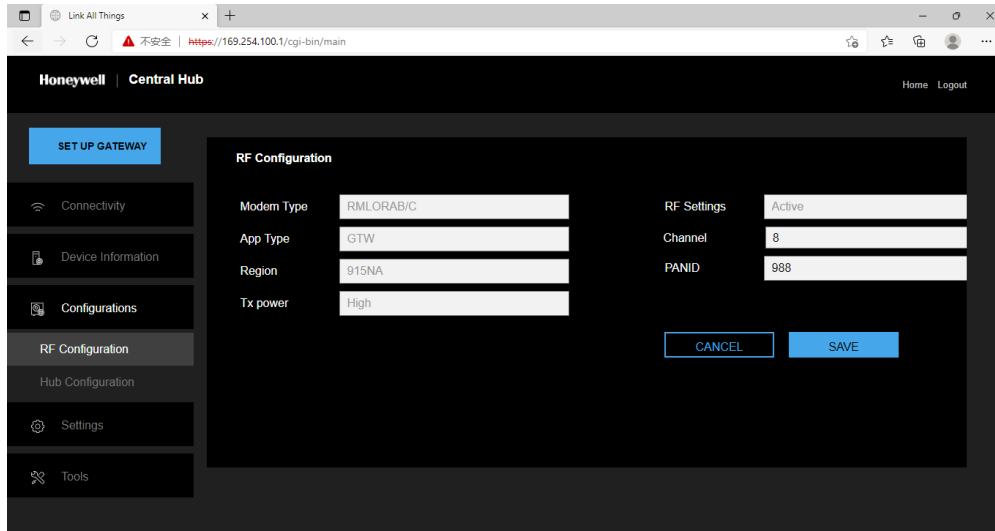 Link All Things
不安全 | https://169.254.100.1/cgi-bin/main
Honeywell | Central Hub
Home Logout
SET UP GATEWAY
Connectivity
Device Information
Configurations
RF Configuration
Hub Configuration
Settings
Tools
RF Configuration
Modem Type RMLORAB/C
App Type GTW
Region 915NA
Tx power High
RF Settings Active
Channel 8
PANID 988
CANCEL SAVE